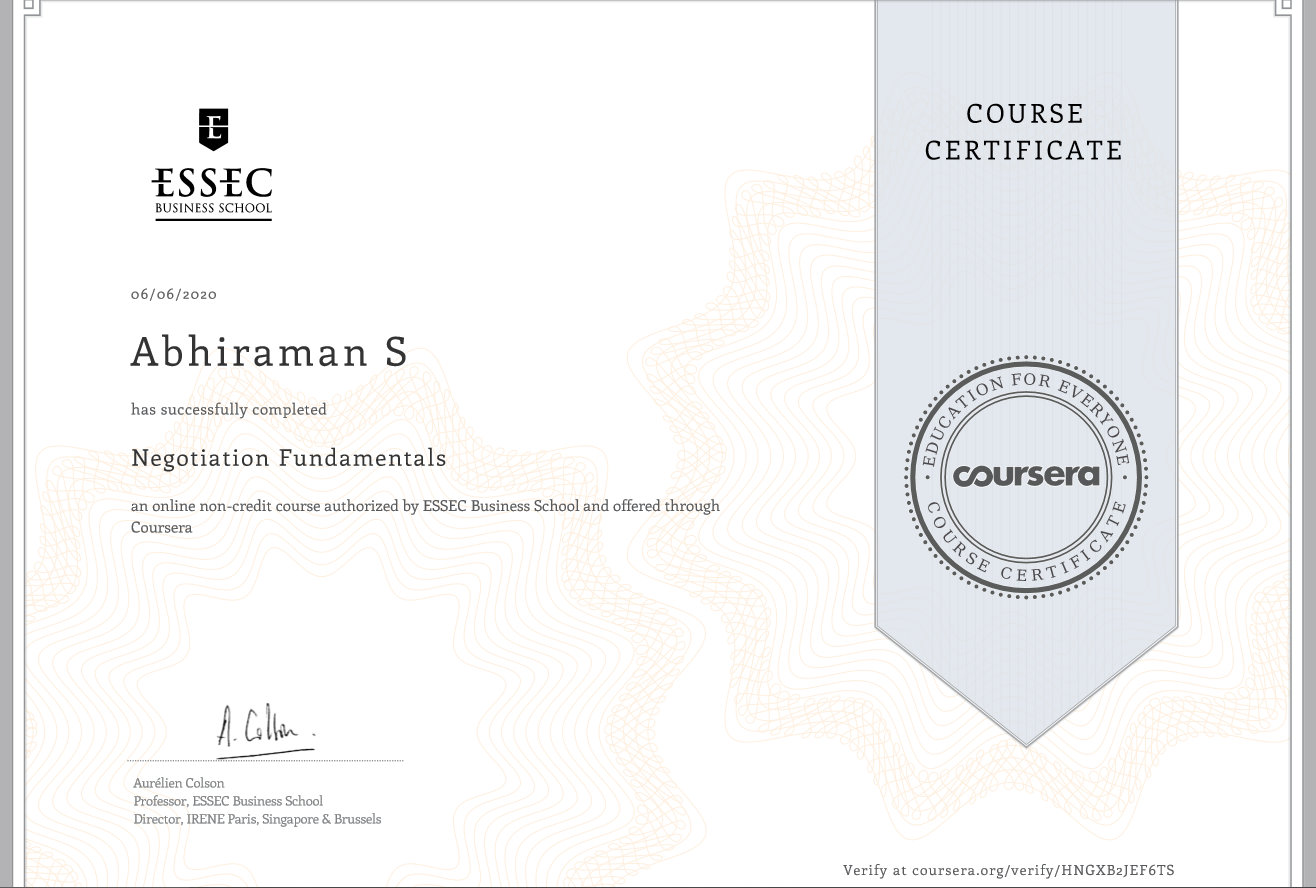 E
ESSEC
BUSINESS SCHOOL
COURSE
CERTIFICATE
06/06/2020
Abhiraman S
has successfully completed
Negotiation Fundamentals
an online non-credit course authorized by ESSEC Business School and offered through
Coursera
EDUCATION FOR EVERYONE
coursera
COURSE CERTIFICATE
A. Colson
Aurélien Colson
Professor, ESSEC Business School
Director, IRENE Paris, Singapore & Brussels
Verify at coursera.org/verify/HNGXB2JEF6TS